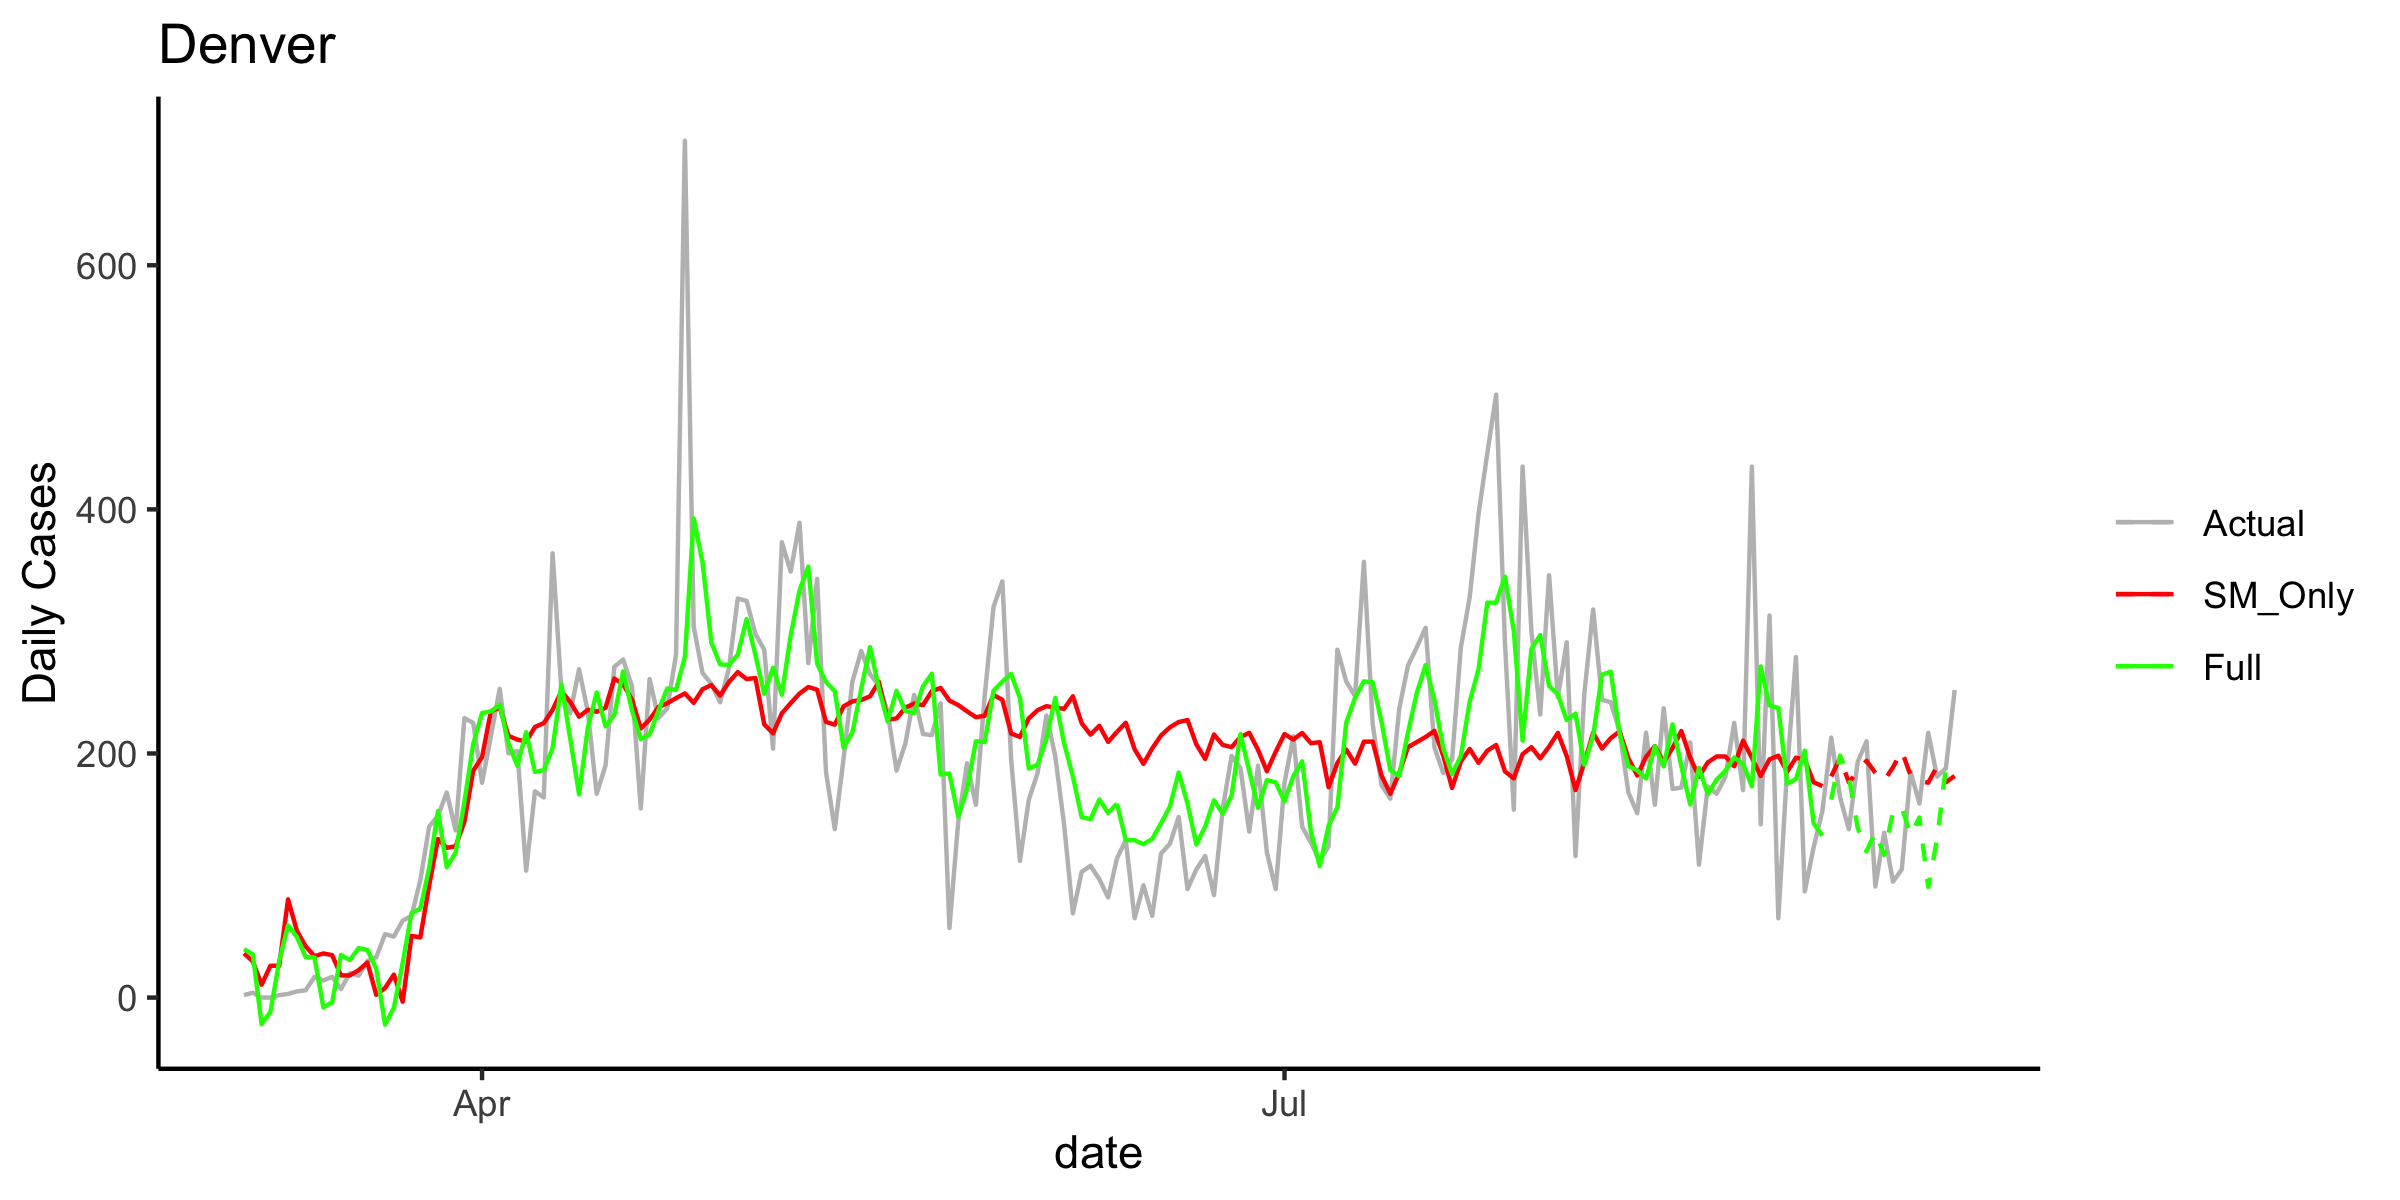 Denver
Daily Cases
600
400
200
0
Apr
Jul
date
Actual
SM_Only
Full